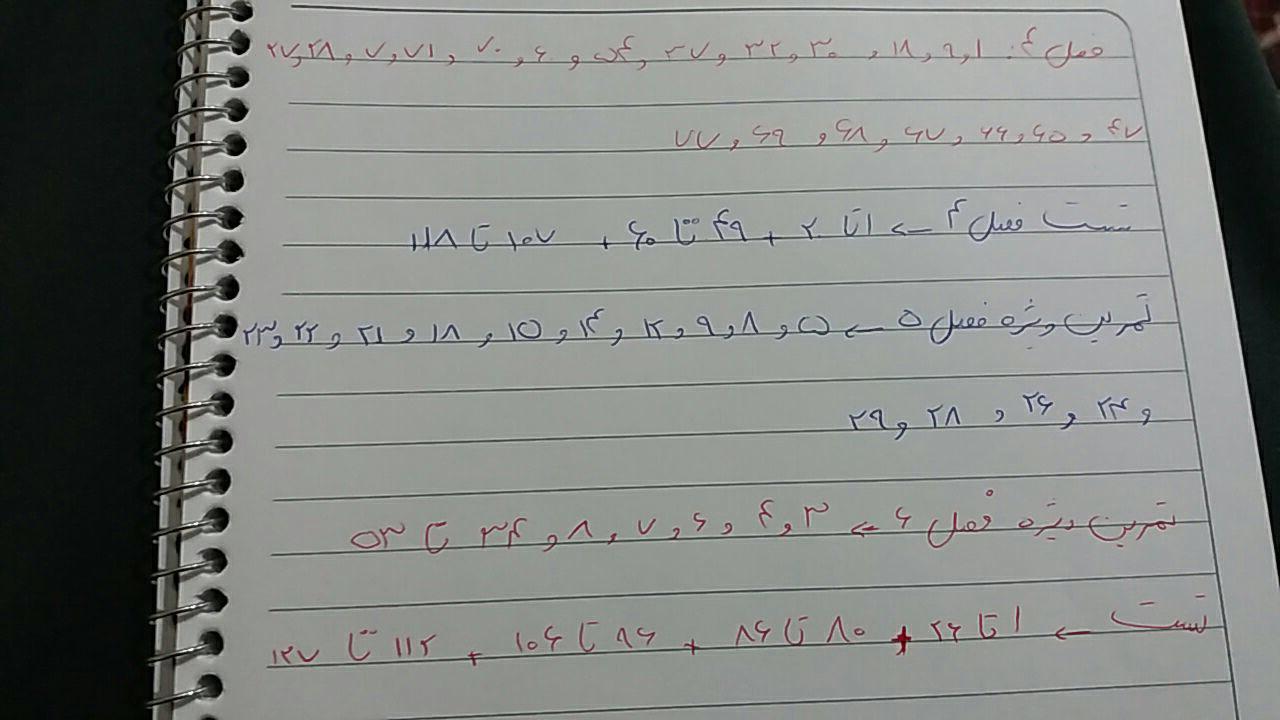 فصل ۴: ۱, ۹, ۱۸, ۳۰, ۳۲, ۳۷, ۵۴, ۶, ۷۰, ۷۱, ۷, ۳۸, ۲۷
۴۷, ۶۵, ۶۶, ۶۷, ۶۸, ۶۹, ۷۷
تست فصل ۴ ← ۱ تا ۲ + ۴۹ تا ۶۰ + ۱۰۷ تا ۱۱۸
تمرین ویژه فصل ۵ ← ۵ و ۸ و ۹ و ۱۲ و ۱۴ و ۱۵ و ۱۸ و ۲۱ و ۲۲ و ۲۳
و ۲۴ و ۲۶ و ۲۸ و ۲۹
تمرین ویژه فصل ۶ ← ۳ و ۴ و ۶ و ۷ و ۸ و ۳۴ تا ۵۳
تست ← ۱ تا ۲۶ + ۸۰ تا ۸۶ + ۹۶ تا ۱۰۶ + ۱۱۲ تا ۱۲۷